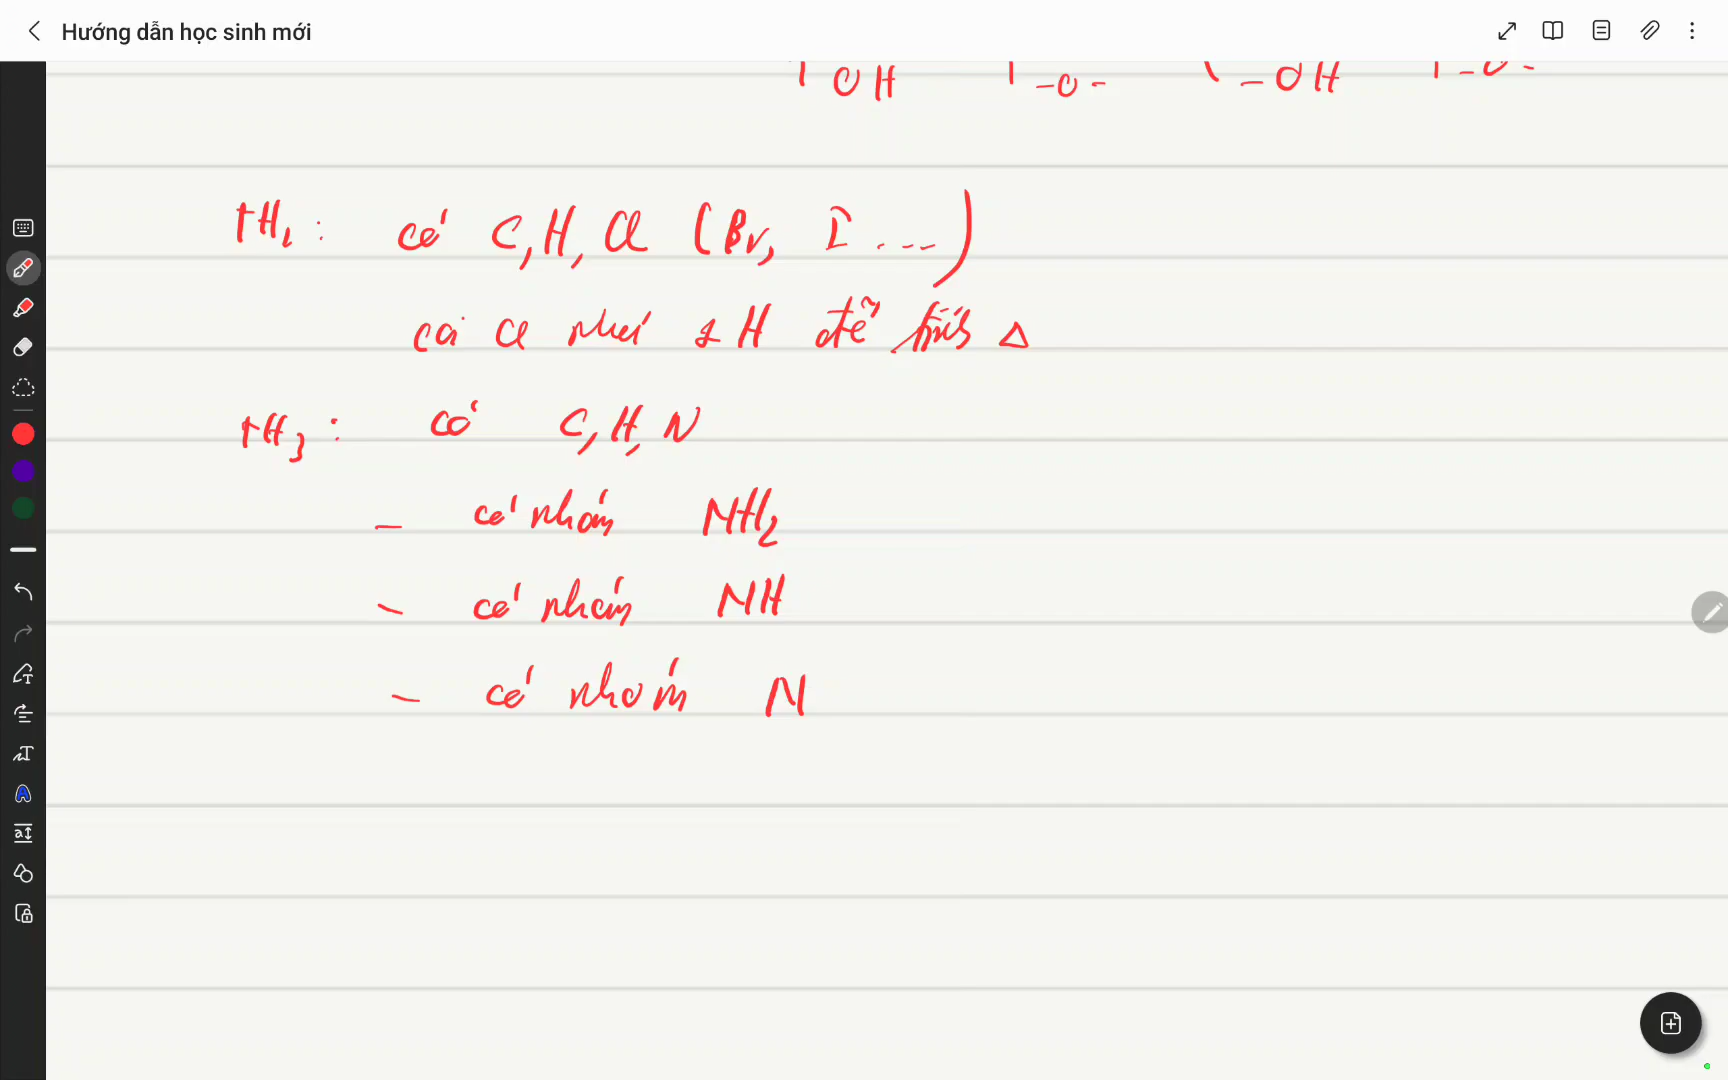 Hướng dẫn học sinh mới
OH -O- -OH -O-
TH2: có C, H, Cl (Br, I ...)
coi Cl như 1 H để tính Δ
TH3: có C, H, N
- có nhóm NH2
- có nhóm NH
- có nhóm N